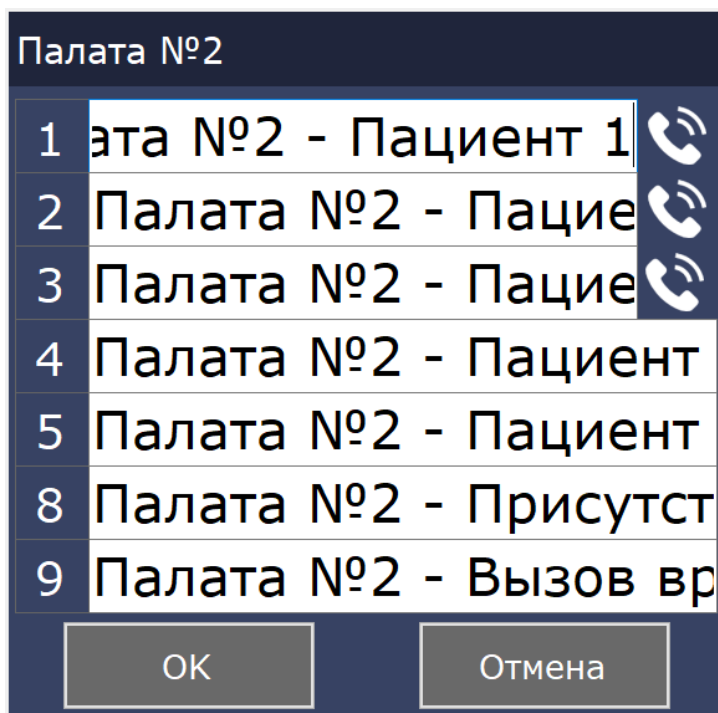 Палата №2
1 ата №2 - Пациент 1
2 Палата №2 - Пацие
3 Палата №2 - Пацие
4 Палата №2 - Пациент
5 Палата №2 - Пациент
8 Палата №2 - Присутст
9 Палата №2 - Вызов вр
OK Отмена